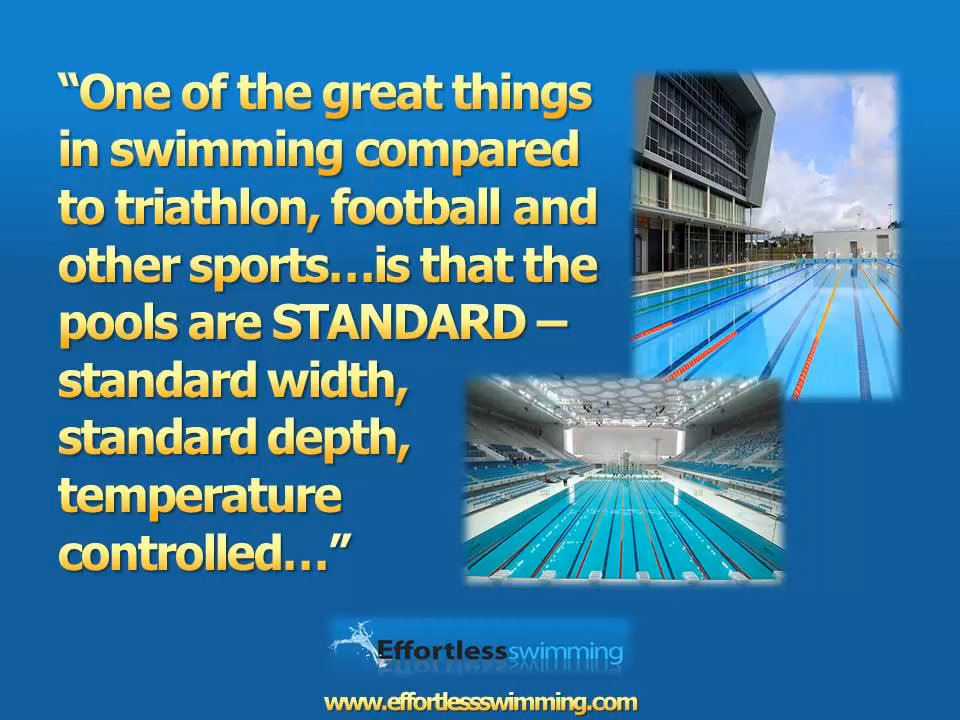 “One of the great things
in swimming compared
to triathlon, football and
other sports…is that the
pools are STANDARD –
standard width,
standard depth,
temperature
controlled…”
Effortlessswimming
www.effortlessswimming.com